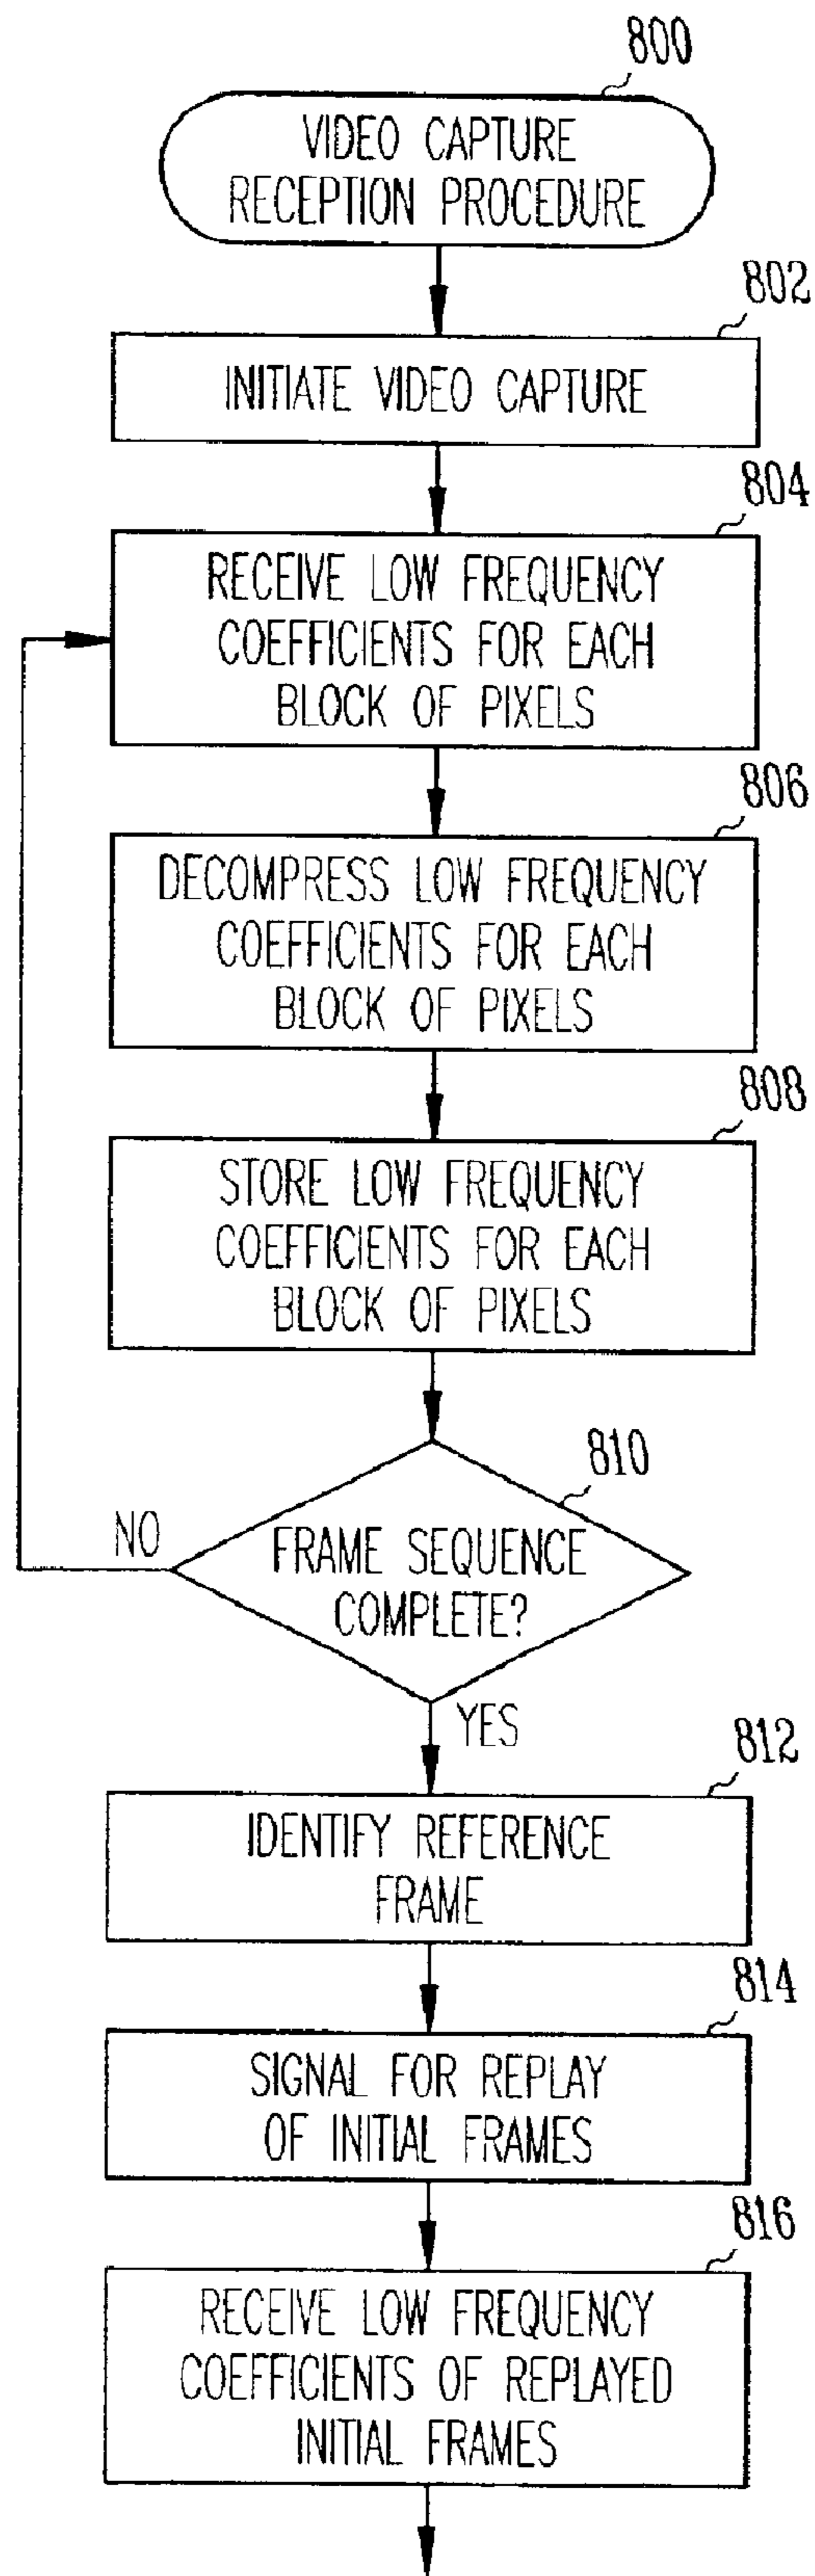 800
VIDEO CAPTURE
RECEPTION PROCEDURE
802
INITIATE VIDEO CAPTURE
804
RECEIVE LOW FREQUENCY
COEFFICIENTS FOR EACH
BLOCK OF PIXELS
806
DECOMPRESS LOW FREQUENCY
COEFFICIENTS FOR EACH
BLOCK OF PIXELS
808
STORE LOW FREQUENCY
COEFFICIENTS FOR EACH
BLOCK OF PIXELS
810
NO
FRAME SEQUENCE
COMPLETE?
YES
812
IDENTIFY REFERENCE
FRAME
814
SIGNAL FOR REPLAY
OF INITIAL FRAMES
816
RECEIVE LOW FREQUENCY
COEFFICIENTS OF REPLAYED
INITIAL FRAMES